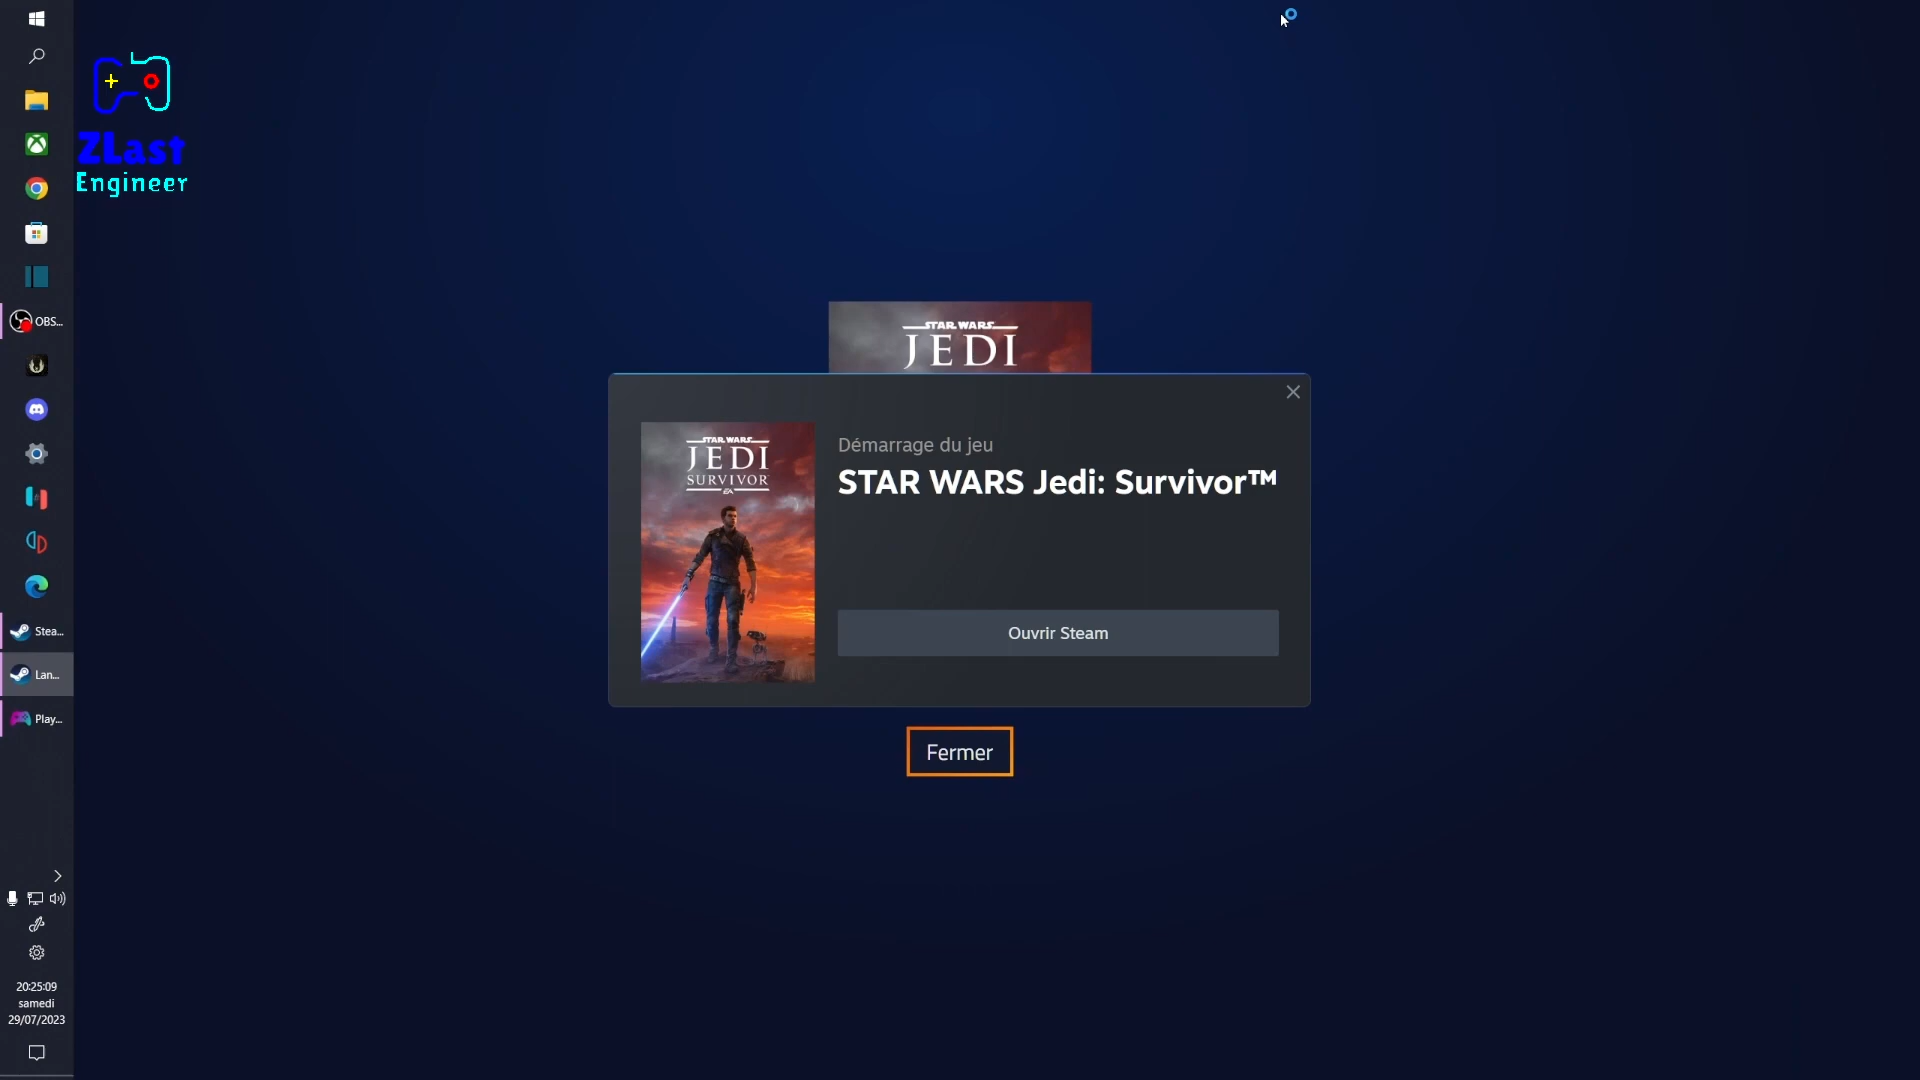 ZLast
Engineer
OBS...
Stea...
Lan...
Play...
20:25:09
samedi
29/07/2023
STAR WARS
JEDI
STAR WARS
JEDI
SURVIVOR
EA
Démarrage du jeu
STAR WARS Jedi: Survivor™
Ouvrir Steam
Fermer